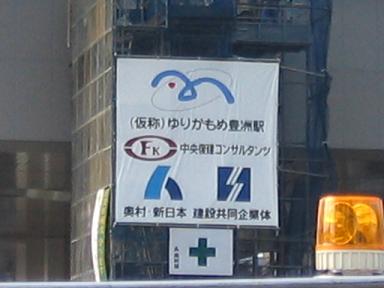 (仮称)ゆりかもめ豊洲駅
FK 中央復建コンサルタンツ
奥村・新日本 建設共同企業体